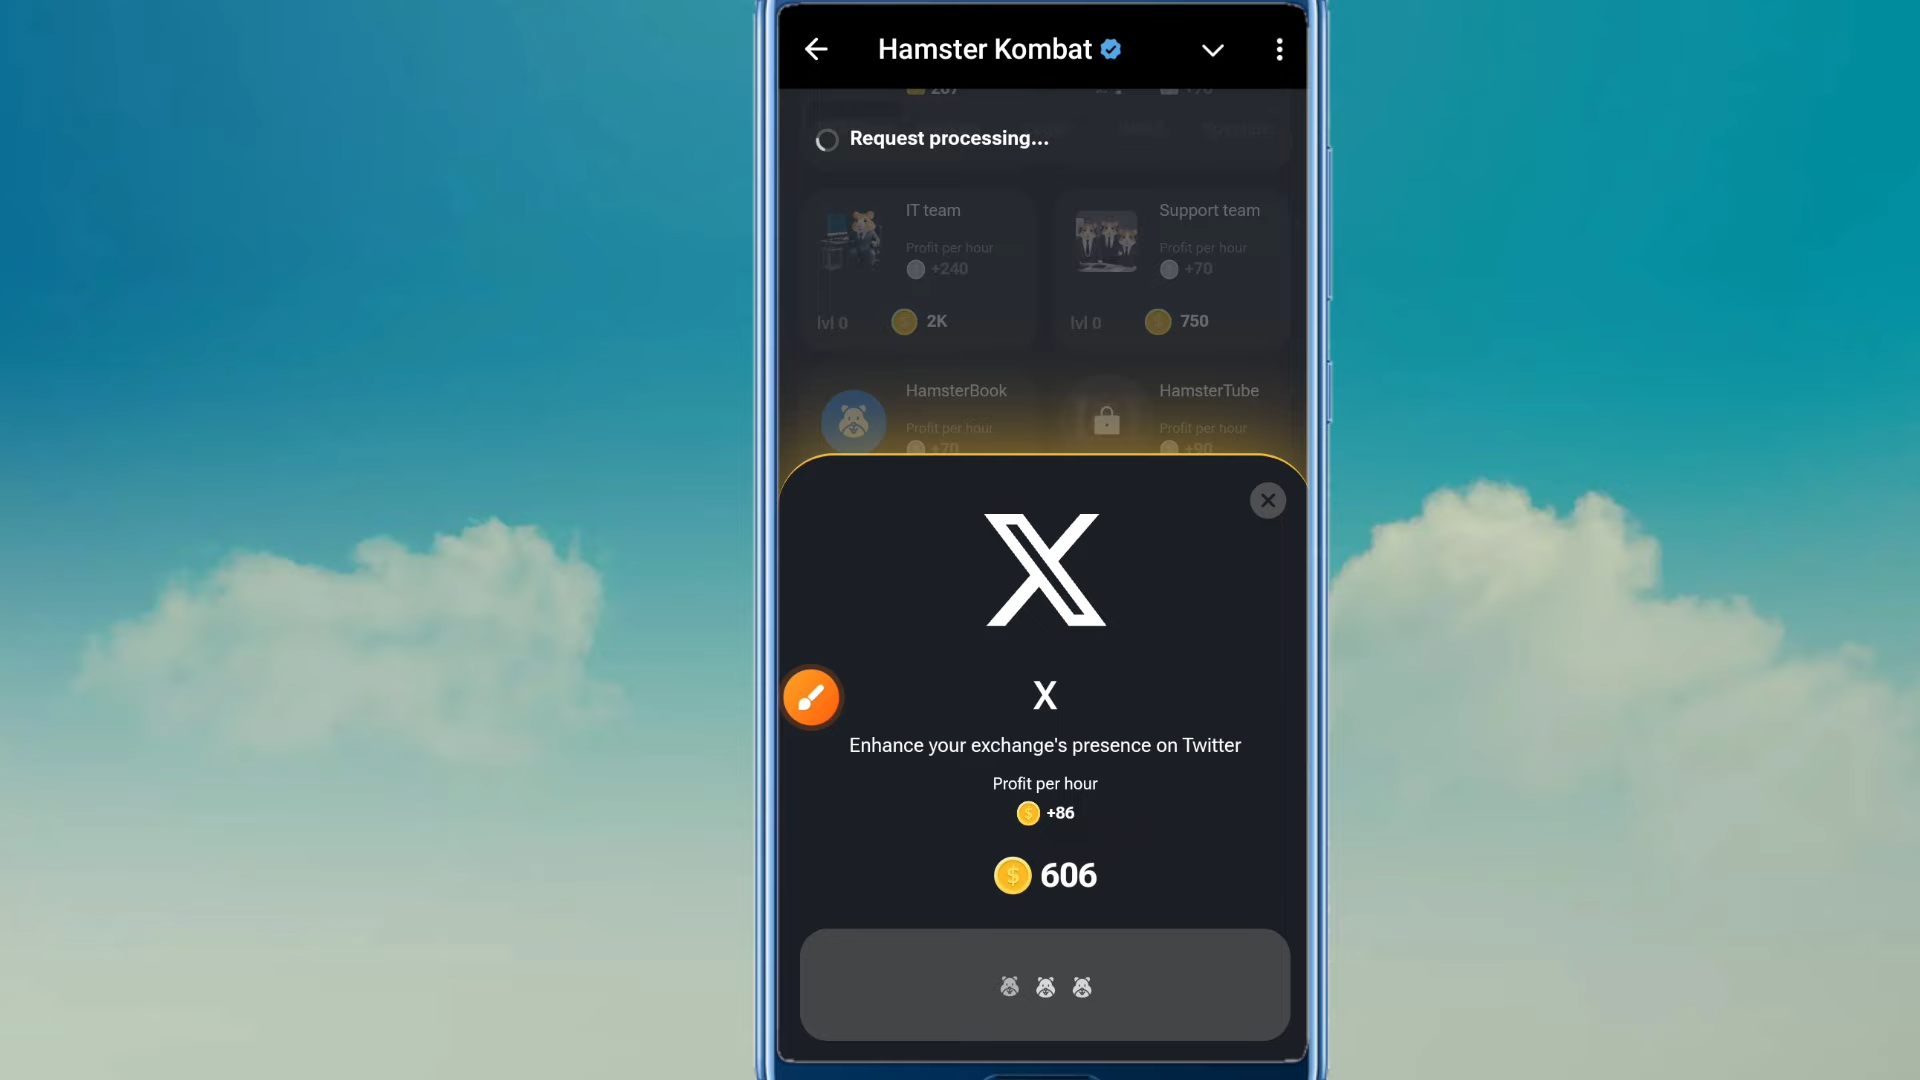 Hamster Kombat
Request processing...
IT team
Support team
Profit per hour
Profit per hour
+240
+70
lvl 0
2K
lvl 0
750
HamsterBook
HamsterTube
Profit per hour
Profit per hour
+70
+90
X
Enhance your exchange's presence on Twitter
Profit per hour
+86
606